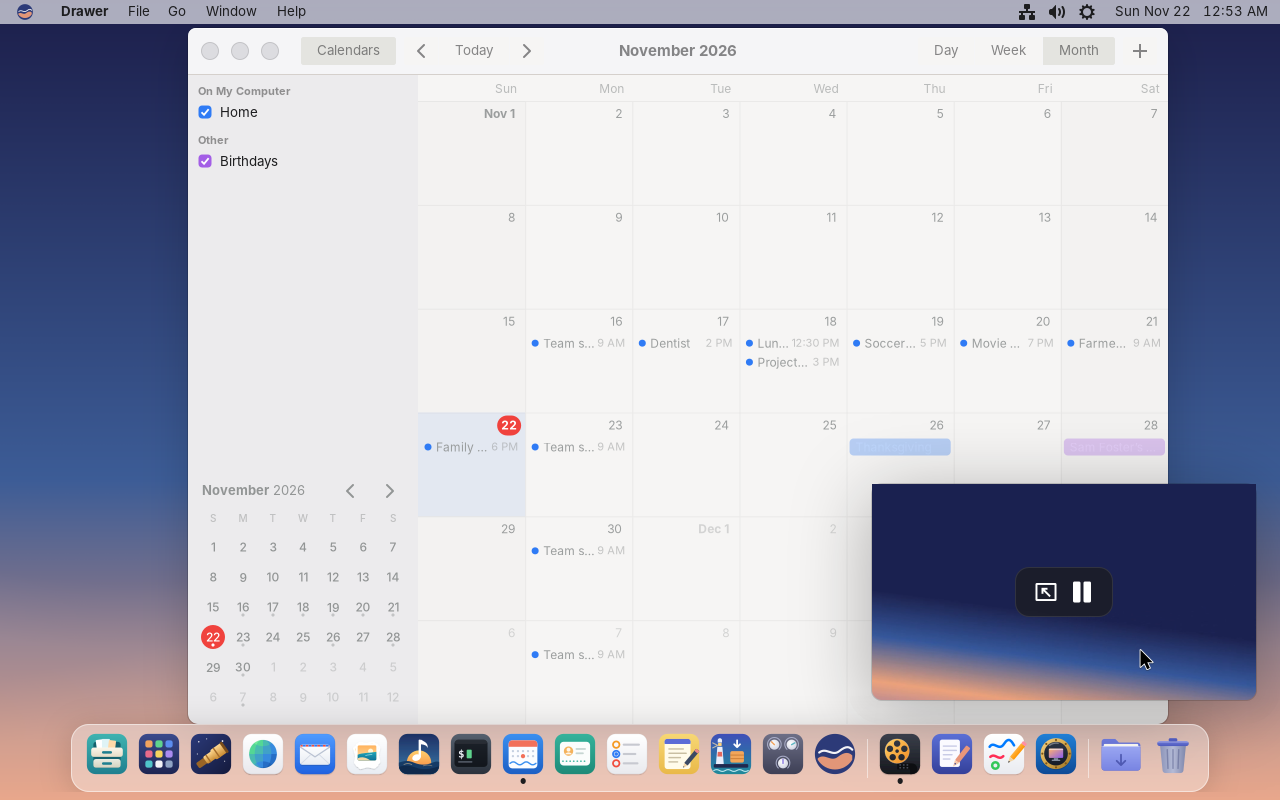 Drawer File Go Window Help Sun Nov 22 12:53 AM
Calendars Today November 2026 Day Week Month
On My Computer
Home
Other
Birthdays
Sun Mon Tue Wed Thu Fri Sat
Nov 1 2 3 4 5 6 7
8 9 10 11 12 13 14
15 16 17 18 19 20 21
Team s... 9 AM Dentist 2 PM Lun... 12:30 PM Soccer... 5 PM Movie ... 7 PM Farme... 9 AM
Project... 3 PM
22 23 24 25 26 27 28
Family ... 6 PM Team s... 9 AM
29 30 Dec 1 2
Team s... 9 AM
6 7 8 9
Team s... 9 AM
November 2026
S M T W T F S
1 2 3 4 5 6 7
8 9 10 11 12 13 14
15 16 17 18 19 20 21
22 23 24 25 26 27 28
29 30 1 2 3 4 5
6 7 8 9 10 11 12